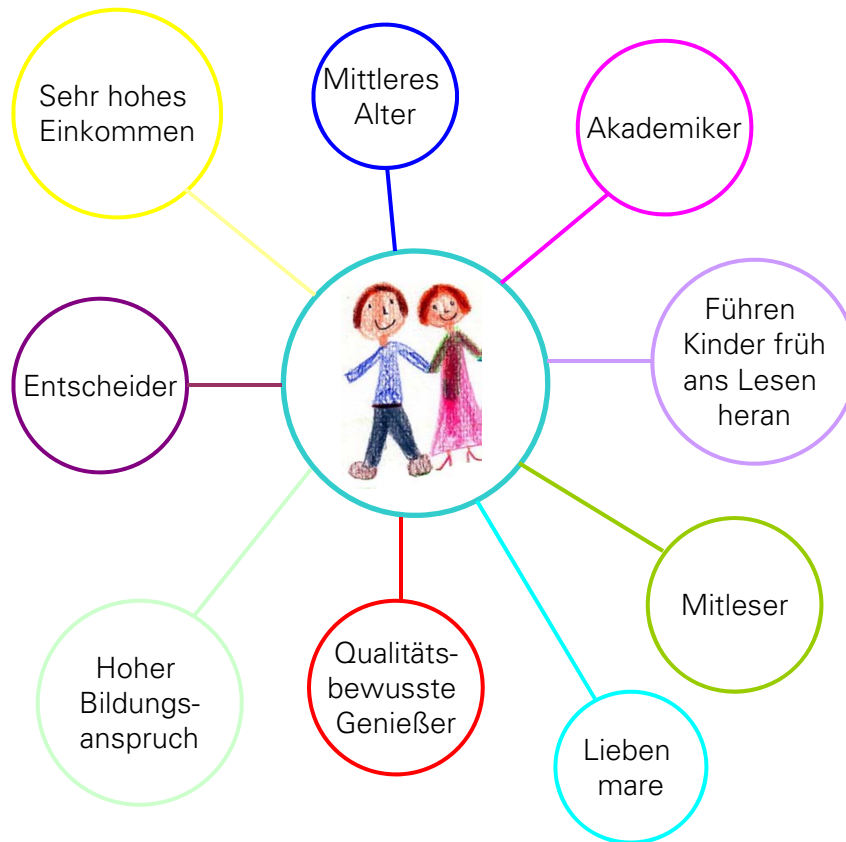 Sehr hohes
Einkommen
Mittleres
Alter
Akademiker
Führen
Kinder früh
ans Lesen
heran
Entscheider
Mitleser
Hoher
Bildungs-
anspruch
Qualitäts-
bewusste
Genießer
Lieben
mare